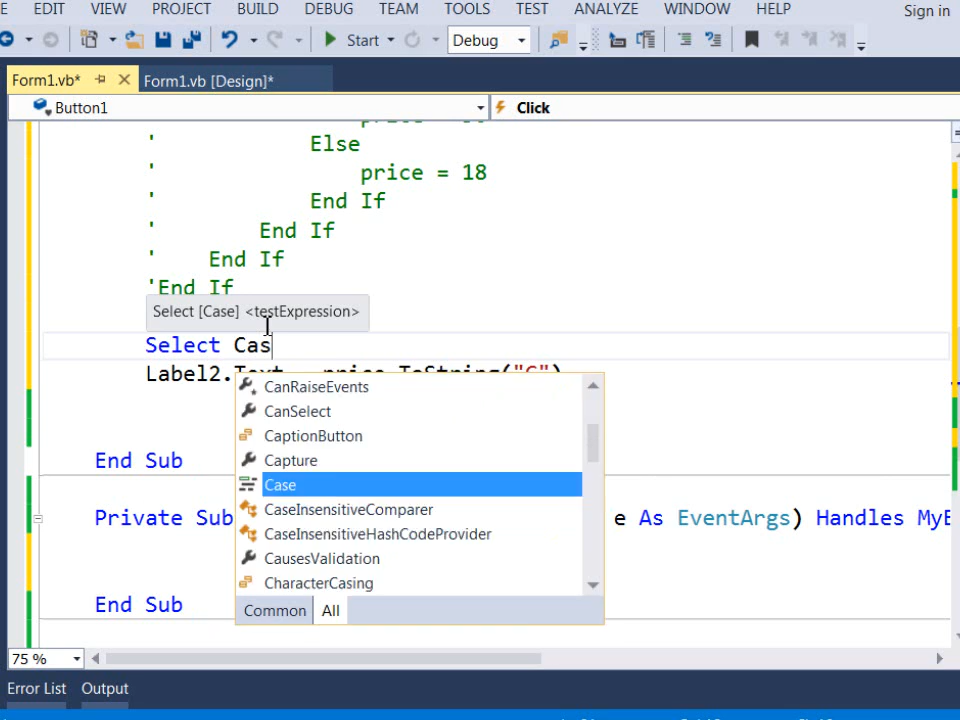 E EDIT VIEW PROJECT BUILD DEBUG TEAM TOOLS TEST ANALYZE WINDOW HELP Sign in
Start Debug
Form1.vb* Form1.vb [Design]*
Button1 Click
' Else
' price = 18
' End If
' End If
' End If
'End If
Select [Case] <testExpression>
Select Cas
Label2.Text price.ToString("C")
CanRaiseEvents
CanSelect
CaptionButton
Capture
Case
CaseInsensitiveComparer
CaseInsensitiveHashCodeProvider
CausesValidation
CharacterCasing
Common All
End Sub
Private Sub e As EventArgs) Handles MyB
End Sub
75 %
Error List Output